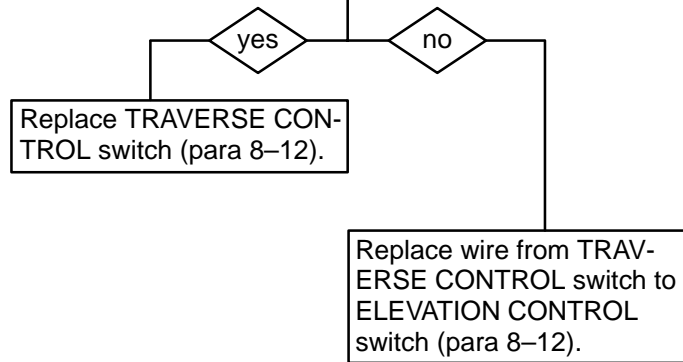 yes
no
Replace TRAVERSE CON-
TROL switch (para 8–12).
Replace wire from TRAV-
ERSE CONTROL switch to
ELEVATION CONTROL
switch (para 8–12).